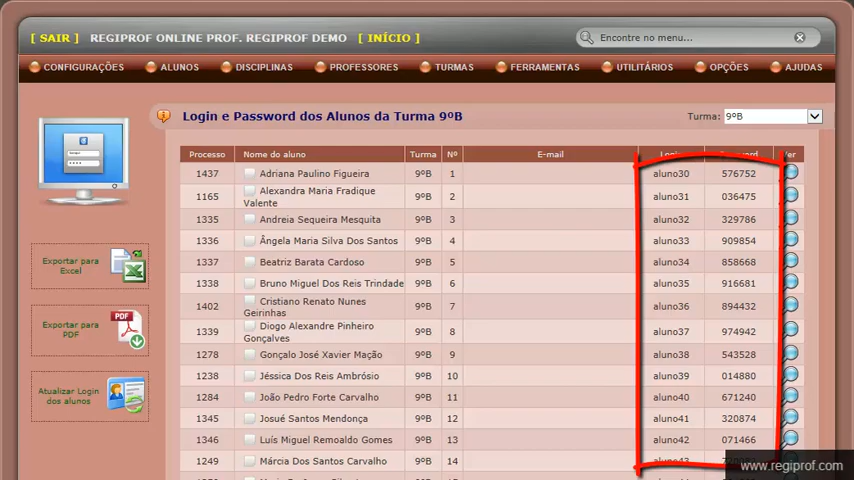 [ SAIR ] REGIPROF ONLINE PROF. REGIPROF DEMO [ INÍCIO ] Encontre no menu...
CONFIGURAÇÕES ALUNOS DISCIPLINAS PROFESSORES TURMAS FERRAMENTAS UTILITÁRIOS OPÇÕES AJUDAS
Login e Password dos Alunos da Turma 9ºB Turma: 9ºB
Processo Nome do aluno Turma Nº E-mail
1437 Adriana Paulino Figueira 9ºB 1 aluno30 576752
1165 Alexandra Maria Fradique Valente 9ºB 2 aluno31 036475
1335 Andreia Sequeira Mesquita 9ºB 3 aluno32 329786
1336 Ângela Maria Silva Dos Santos 9ºB 4 aluno33 909854
1337 Beatriz Barata Cardoso 9ºB 5 aluno34 858668
1338 Bruno Miguel Dos Reis Trindade 9ºB 6 aluno35 916681
1402 Cristiano Renato Nunes Geirinhas 9ºB 7 aluno36 894432
1339 Diogo Alexandre Pinheiro Gonçalves 9ºB 8 aluno37 974942
1278 Gonçalo José Xavier Mação 9ºB 9 aluno38 543528
1238 Jéssica Dos Reis Ambrósio 9ºB 10 aluno39 014880
1284 João Pedro Forte Carvalho 9ºB 11 aluno40 671240
1345 Josué Santos Mendonça 9ºB 12 aluno41 320874
1346 Luís Miguel Remoaldo Gomes 9ºB 13 aluno42 071466
1249 Márcia Dos Santos Carvalho 9ºB 14 aluno43
Exportar para
Excel
Exportar para
PDF
Atualizar Login
dos alunos
www.regiprof.com